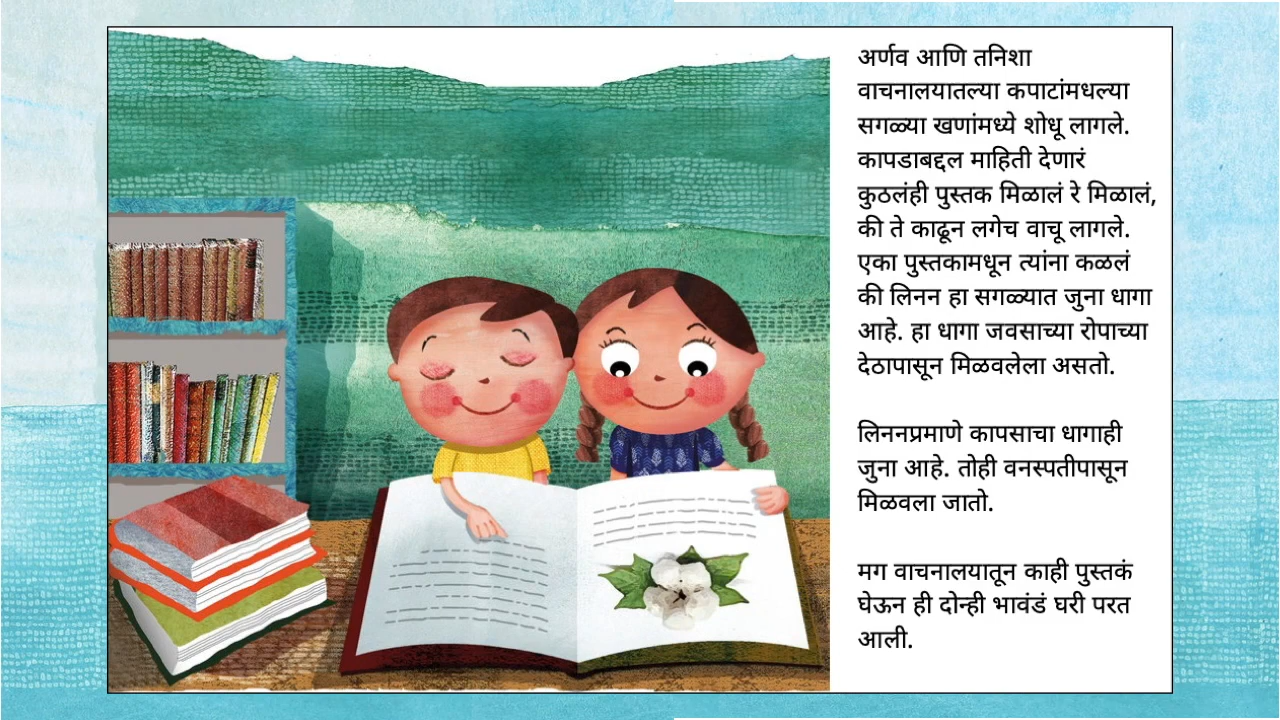 अर्णव आणि तनिशा
वाचनालयातल्या कपाटांमधल्या
सगळ्या खणांमध्ये शोधू लागले.
कापडाबद्दल माहिती देणारं
कुठलंही पुस्तक मिळालं रे मिळालं,
की ते काढून लगेच वाचू लागले.
एका पुस्तकामधून त्यांना कळलं
की लिनन हा सगळ्यात जुना धागा
आहे. हा धागा जवसाच्या रोपाच्या
देठापासून मिळवलेला असतो.
लिननप्रमाणे कापसाचा धागाही
जुना आहे. तोही वनस्पतीपासून
मिळवला जातो.
मग वाचनालयातून काही पुस्तकं
घेऊन ही दोन्ही भावंडं घरी परत
आली.